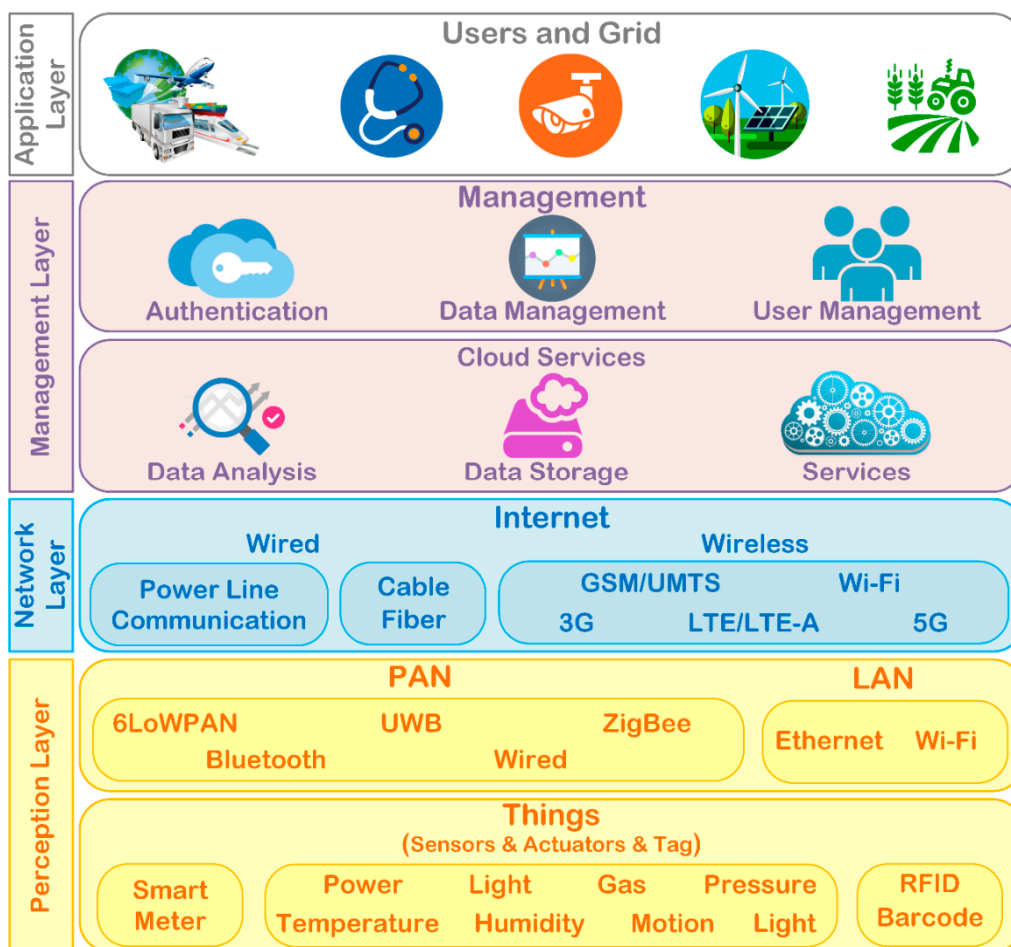 Application Layer
Users and Grid
Management Layer
Management
Authentication
Data Management
User Management
Cloud Services
Data Analysis
Data Storage
Services
Network Layer
Internet
Wired
Wireless
Power Line
Communication
Cable
Fiber
GSM/UMTS Wi-Fi
3G LTE/LTE-A 5G
Perception Layer
PAN
6LoWPAN UWB ZigBee
Bluetooth Wired
LAN
Ethernet Wi-Fi
Things
(Sensors & Actuators & Tag)
Smart
Meter
Power Light Gas Pressure
Temperature Humidity Motion Light
RFID
Barcode